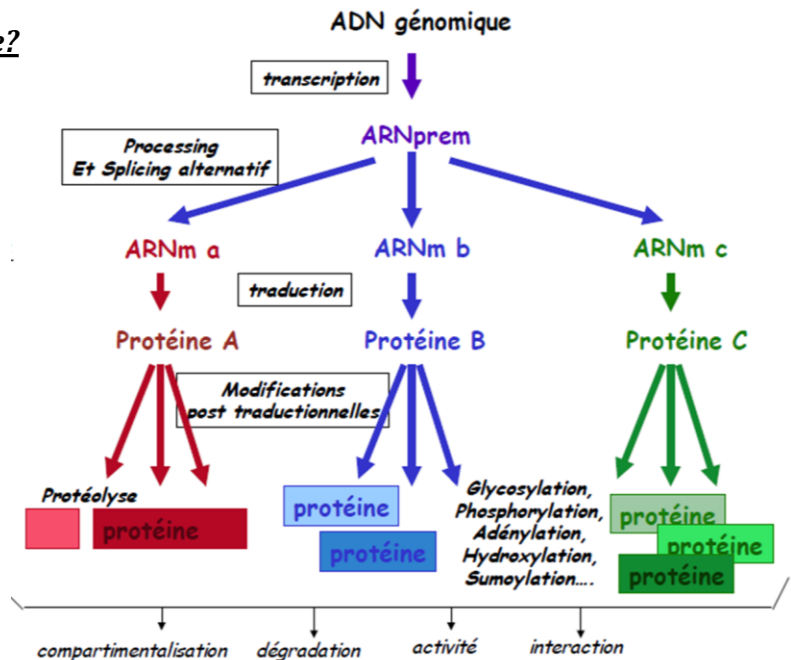 ADN génomique
e?
transcription
ARNprem
Processing
Et Splicing alternatif
ARNm a
ARNm b
ARNm c
traduction
Protéine A
Protéine B
Protéine C
Modifications
post traductionnelles
Protéolyse
protéine
protéine
protéine
Glycosylation,
Phosphorylation,
Adénylation,
Hydroxylation,
Sumoylation....
protéine
protéine
protéine
compartimentalisation
dégradation
activité
interaction